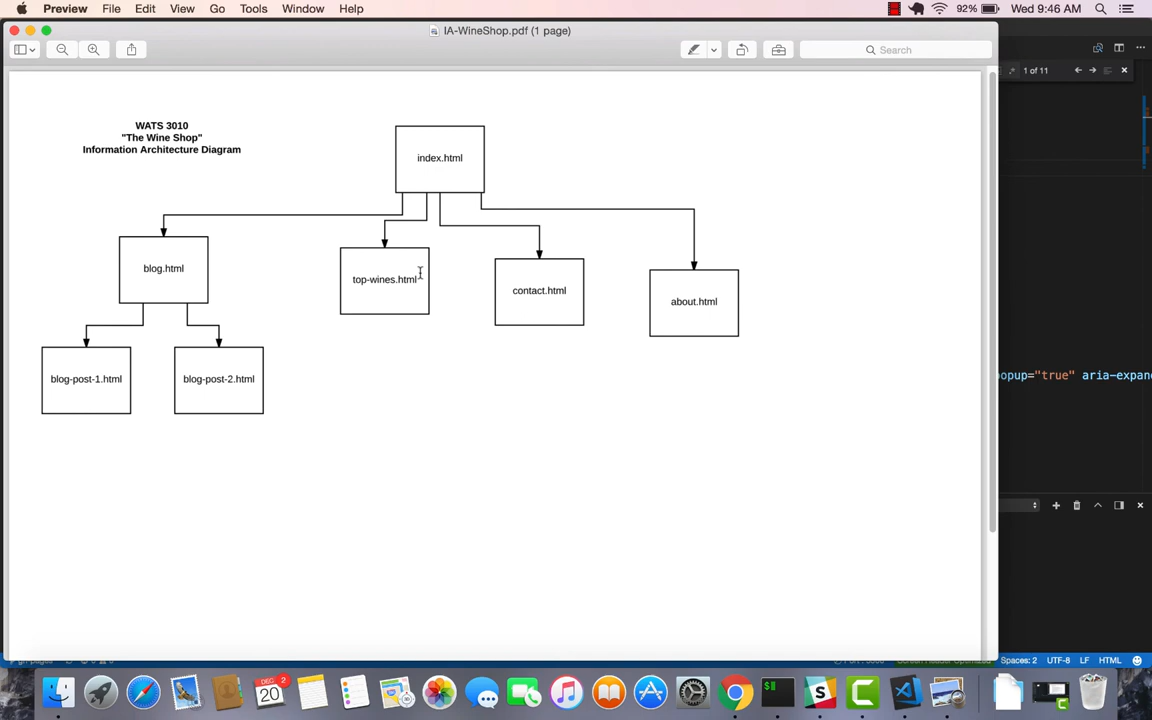 Preview File Edit View Go Tools Window Help 92% Wed 9:46 AM
IA-WineShop.pdf (1 page)
Search
1 of 11
WATS 3010
"The Wine Shop"
Information Architecture Diagram
index.html
blog.html
top-wines.html
contact.html
about.html
blog-post-1.html
blog-post-2.html
opup="true" aria-expan
Spaces: 2 UTF-8 LF HTML
DEC 2
20
$